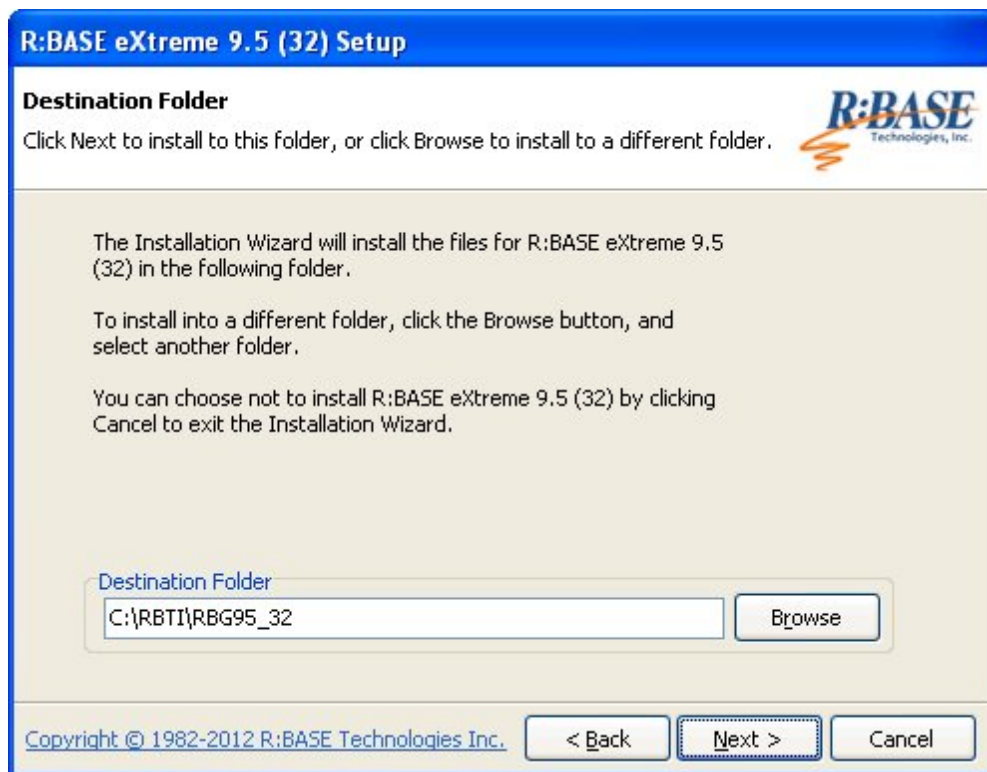 R:BASE eXtreme 9.5 (32) Setup
Destination Folder
Click Next to install to this folder, or click Browse to install to a different folder.
R:BASE
Technologies, Inc.
The Installation Wizard will install the files for R:BASE eXtreme 9.5
(32) in the following folder.
To install into a different folder, click the Browse button, and
select another folder.
You can choose not to install R:BASE eXtreme 9.5 (32) by clicking
Cancel to exit the Installation Wizard.
Destination Folder
C:\RBTI\RBG95_32
Browse
Copyright © 1982-2012 R:BASE Technologies Inc.
< Back
Next >
Cancel